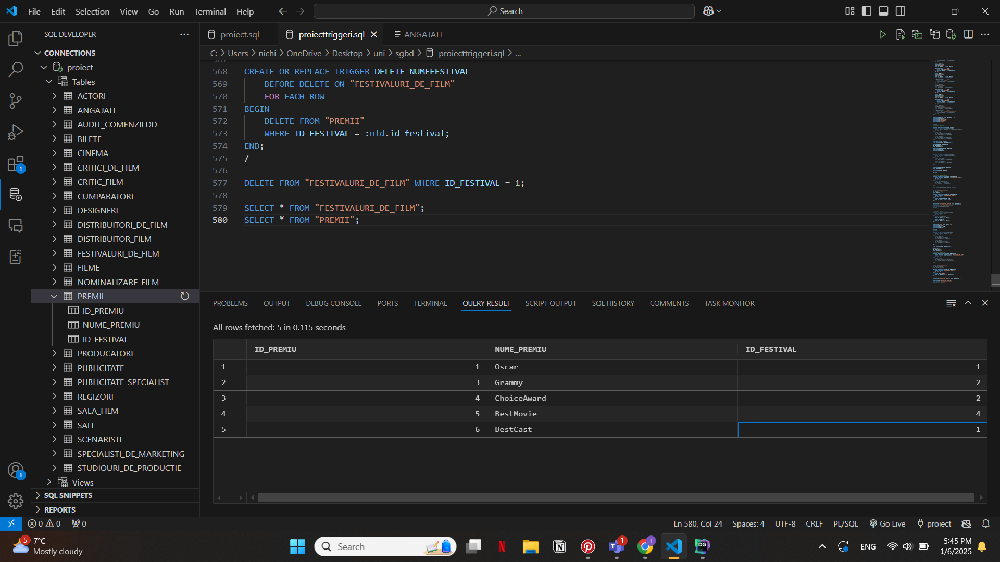 File Edit Selection View Go Run Terminal Help
Search
SQL DEVELOPER
CONNECTIONS
proiect
Tables
ACTORI
ANGAJATI
AUDIT_COMENZILDD
BILETE
CINEMA
CRITICI_DE_FILM
CRITIC_FILM
CUMPARATORI
DESIGNERI
DISTRIBUITORI_DE_FILM
DISTRIBUITOR_FILM
FESTIVALURI_DE_FILM
FILME
NOMINALIZARE_FILM
PREMII
ID_PREMIU
NUME_PREMIU
ID_FESTIVAL
PRODUCATORI
PUBLICITATE
PUBLICITATE_SPECIALIST
REGIZORI
SALA_FILM
SALI
SCENARISTI
SPECIALISTI_DE_MARKETING
STUDIOURI_DE_PRODUCTIE
Views
SQL SNIPPETS
REPORTS
proiect.sql proiecttriggeri.sql ANGAJATI
C: > Users > nichi > OneDrive > Desktop > uni > sgbd > proiecttriggeri.sql > ...
567
568 CREATE OR REPLACE TRIGGER DELETE_NUMEFESTIVAL
569 BEFORE DELETE ON "FESTIVALURI_DE_FILM"
570 FOR EACH ROW
571 BEGIN
572 DELETE FROM "PREMII"
573 WHERE ID_FESTIVAL = :old.id_festival;
574 END;
575 /
576
577 DELETE FROM "FESTIVALURI_DE_FILM" WHERE ID_FESTIVAL = 1;
578
579 SELECT * FROM "FESTIVALURI_DE_FILM";
580 SELECT * FROM "PREMII";
PROBLEMS OUTPUT DEBUG CONSOLE PORTS TERMINAL QUERY RESULT SCRIPT OUTPUT SQL HISTORY COMMENTS TASK MONITOR
All rows fetched: 5 in 0.115 seconds
ID_PREMIU NUME_PREMIU ID_FESTIVAL
1 1 Oscar 1
2 3 Grammy 2
3 4 ChoiceAward 2
4 5 BestMovie 4
5 6 BestCast 1
1
1
0 0 0
Ln 580, Col 24 Spaces: 4 UTF-8 CRLF PL/SQL Go Live proiect
5 7°C
Mostly cloudy
Search
N
1
DG
ENG
5:45 PM
1/6/2025